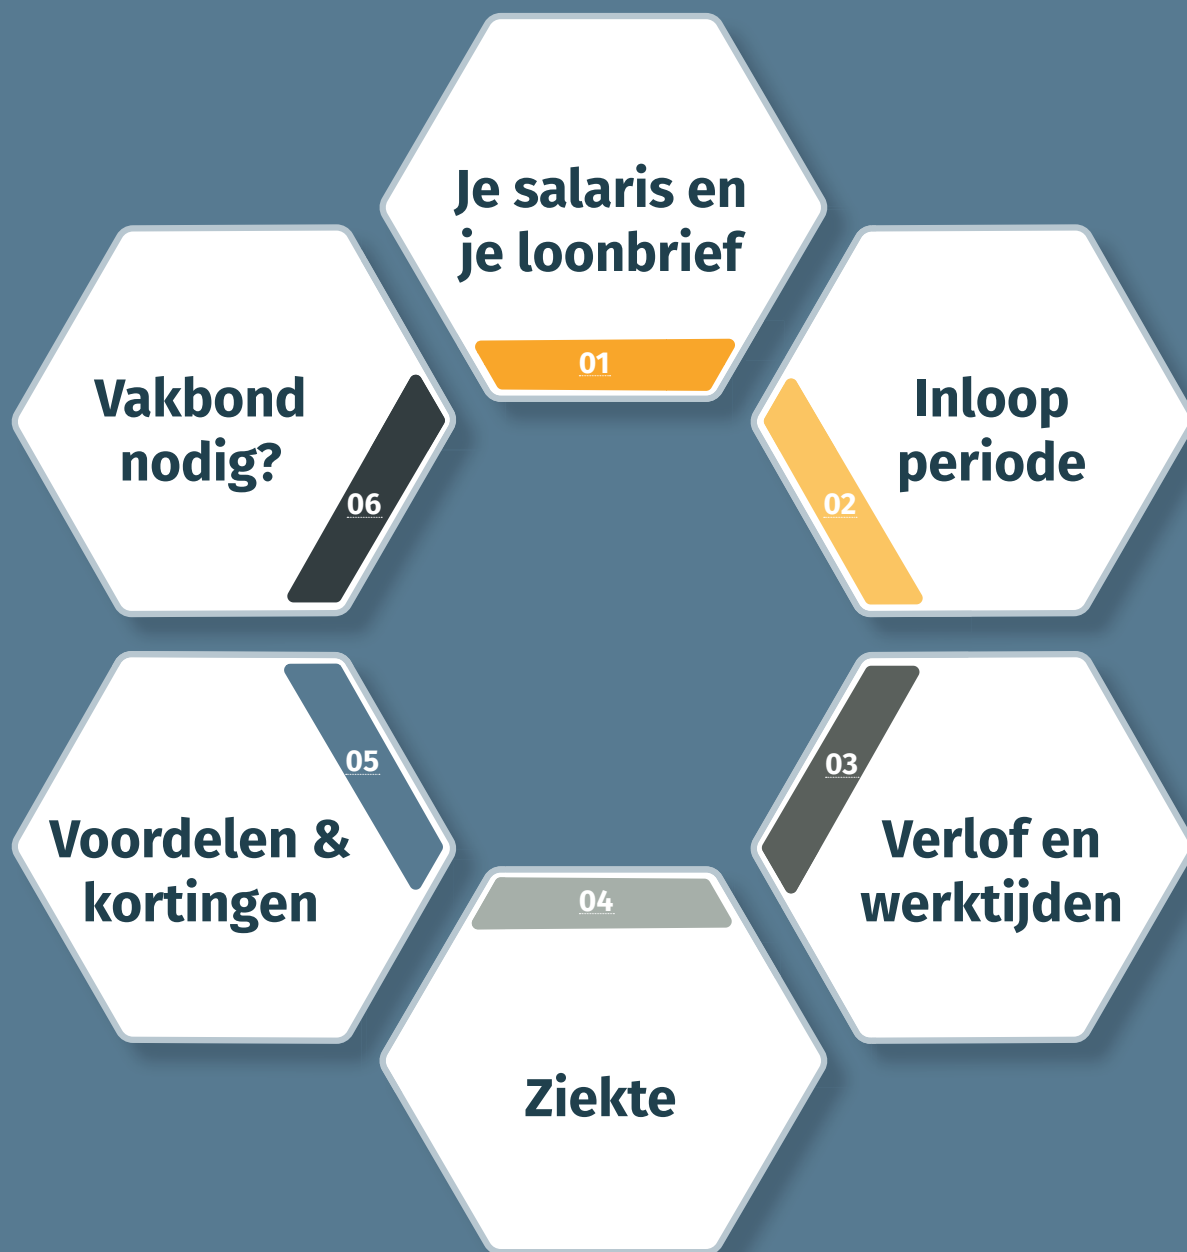 Je salaris en
je loonbrief
01
Inloop
periode
02
03
Verlof en
werktijden
04
Ziekte
05
Voordelen &
kortingen
Vakbond
nodig?
06